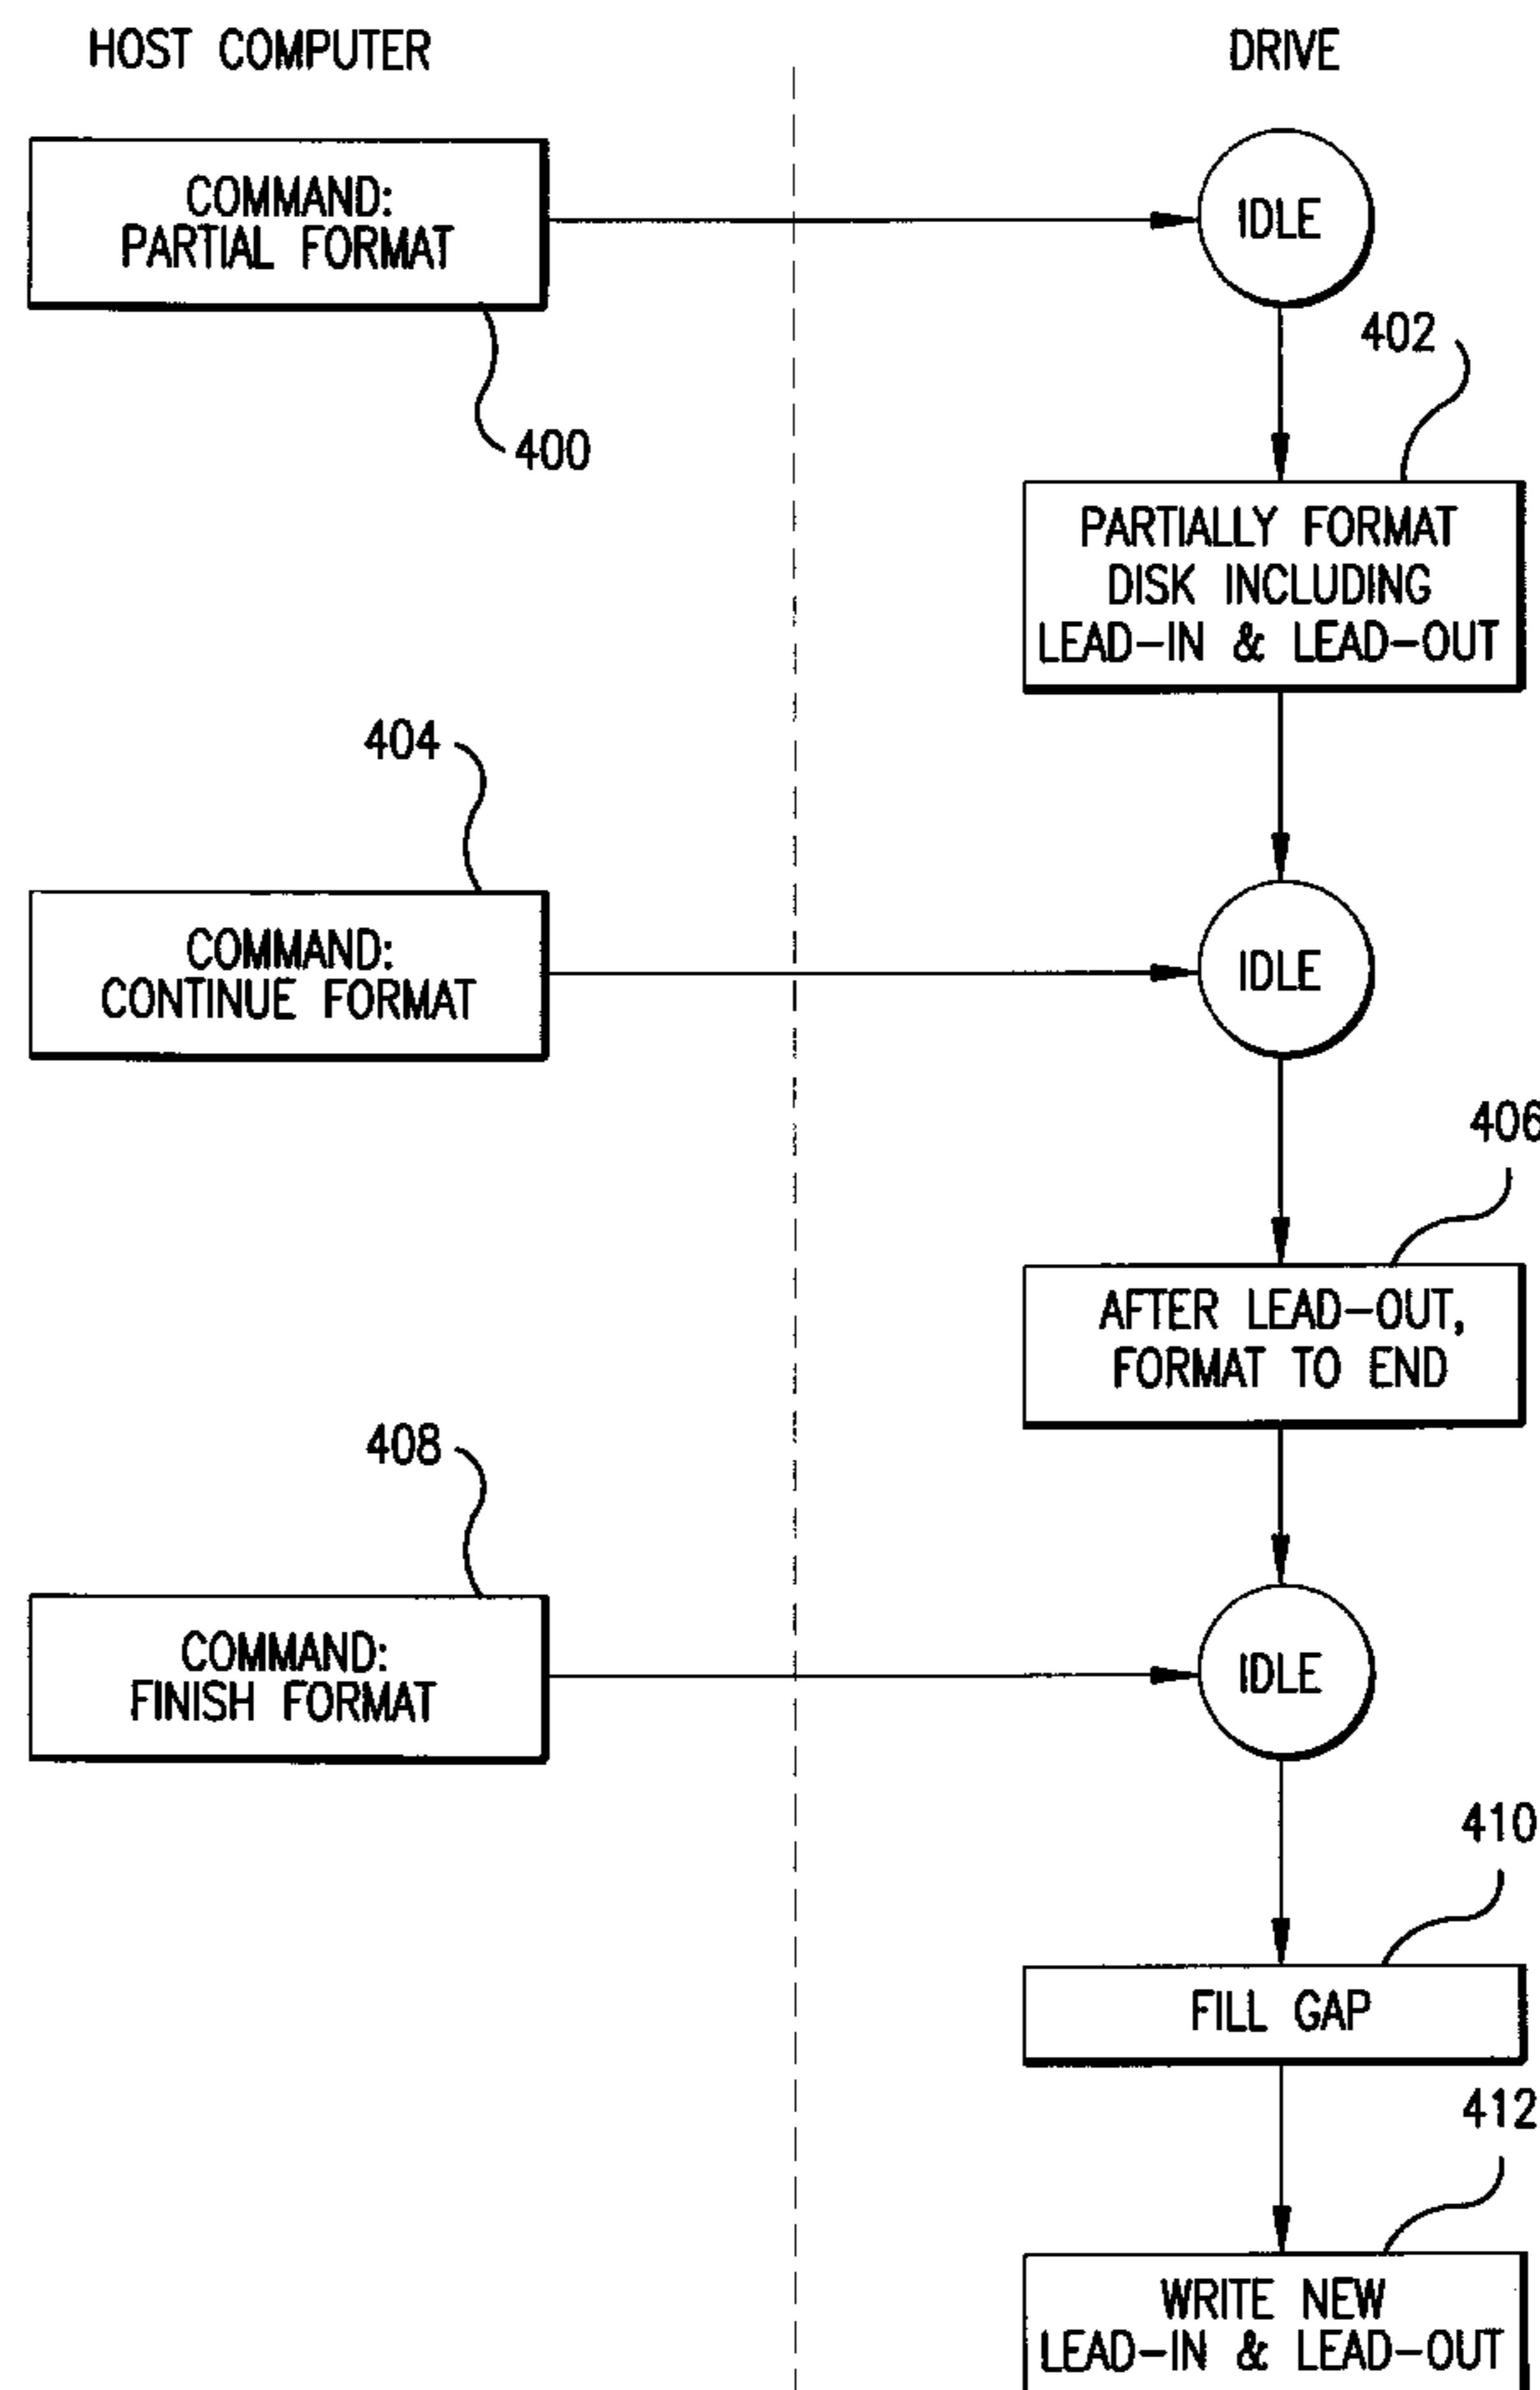 HOST COMPUTER
DRIVE
COMMAND:
PARTIAL FORMAT
IDLE
400
402
PARTIALLY FORMAT
DISK INCLUDING
LEAD-IN & LEAD-OUT
404
COMMAND:
CONTINUE FORMAT
IDLE
406
AFTER LEAD-OUT,
FORMAT TO END
408
COMMAND:
FINISH FORMAT
IDLE
410
FILL GAP
412
WRITE NEW
LEAD-IN & LEAD-OUT